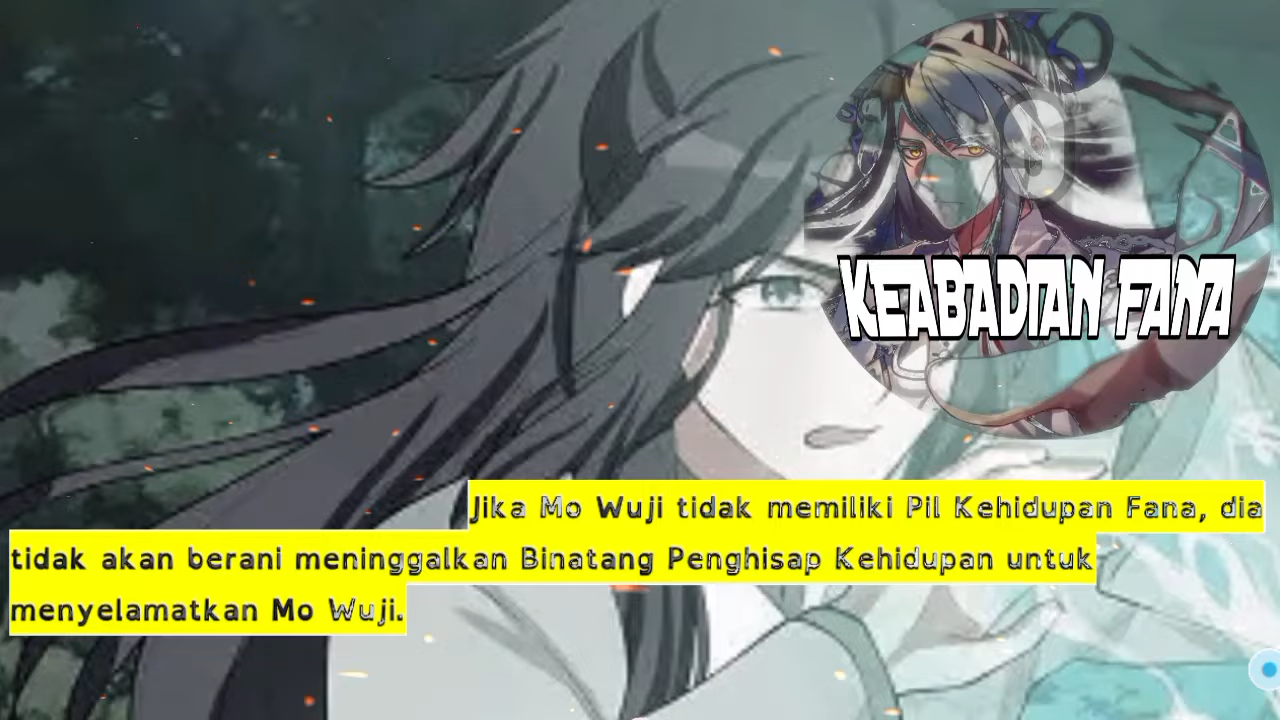 KEABADIAN FANA
Jika Mo Wuji tidak memiliki Pil Kehidupan Fana, dia
tidak akan berani meninggalkan Binatang Penghisap Kehidupan untuk
menyelamatkan Mo Wuji.